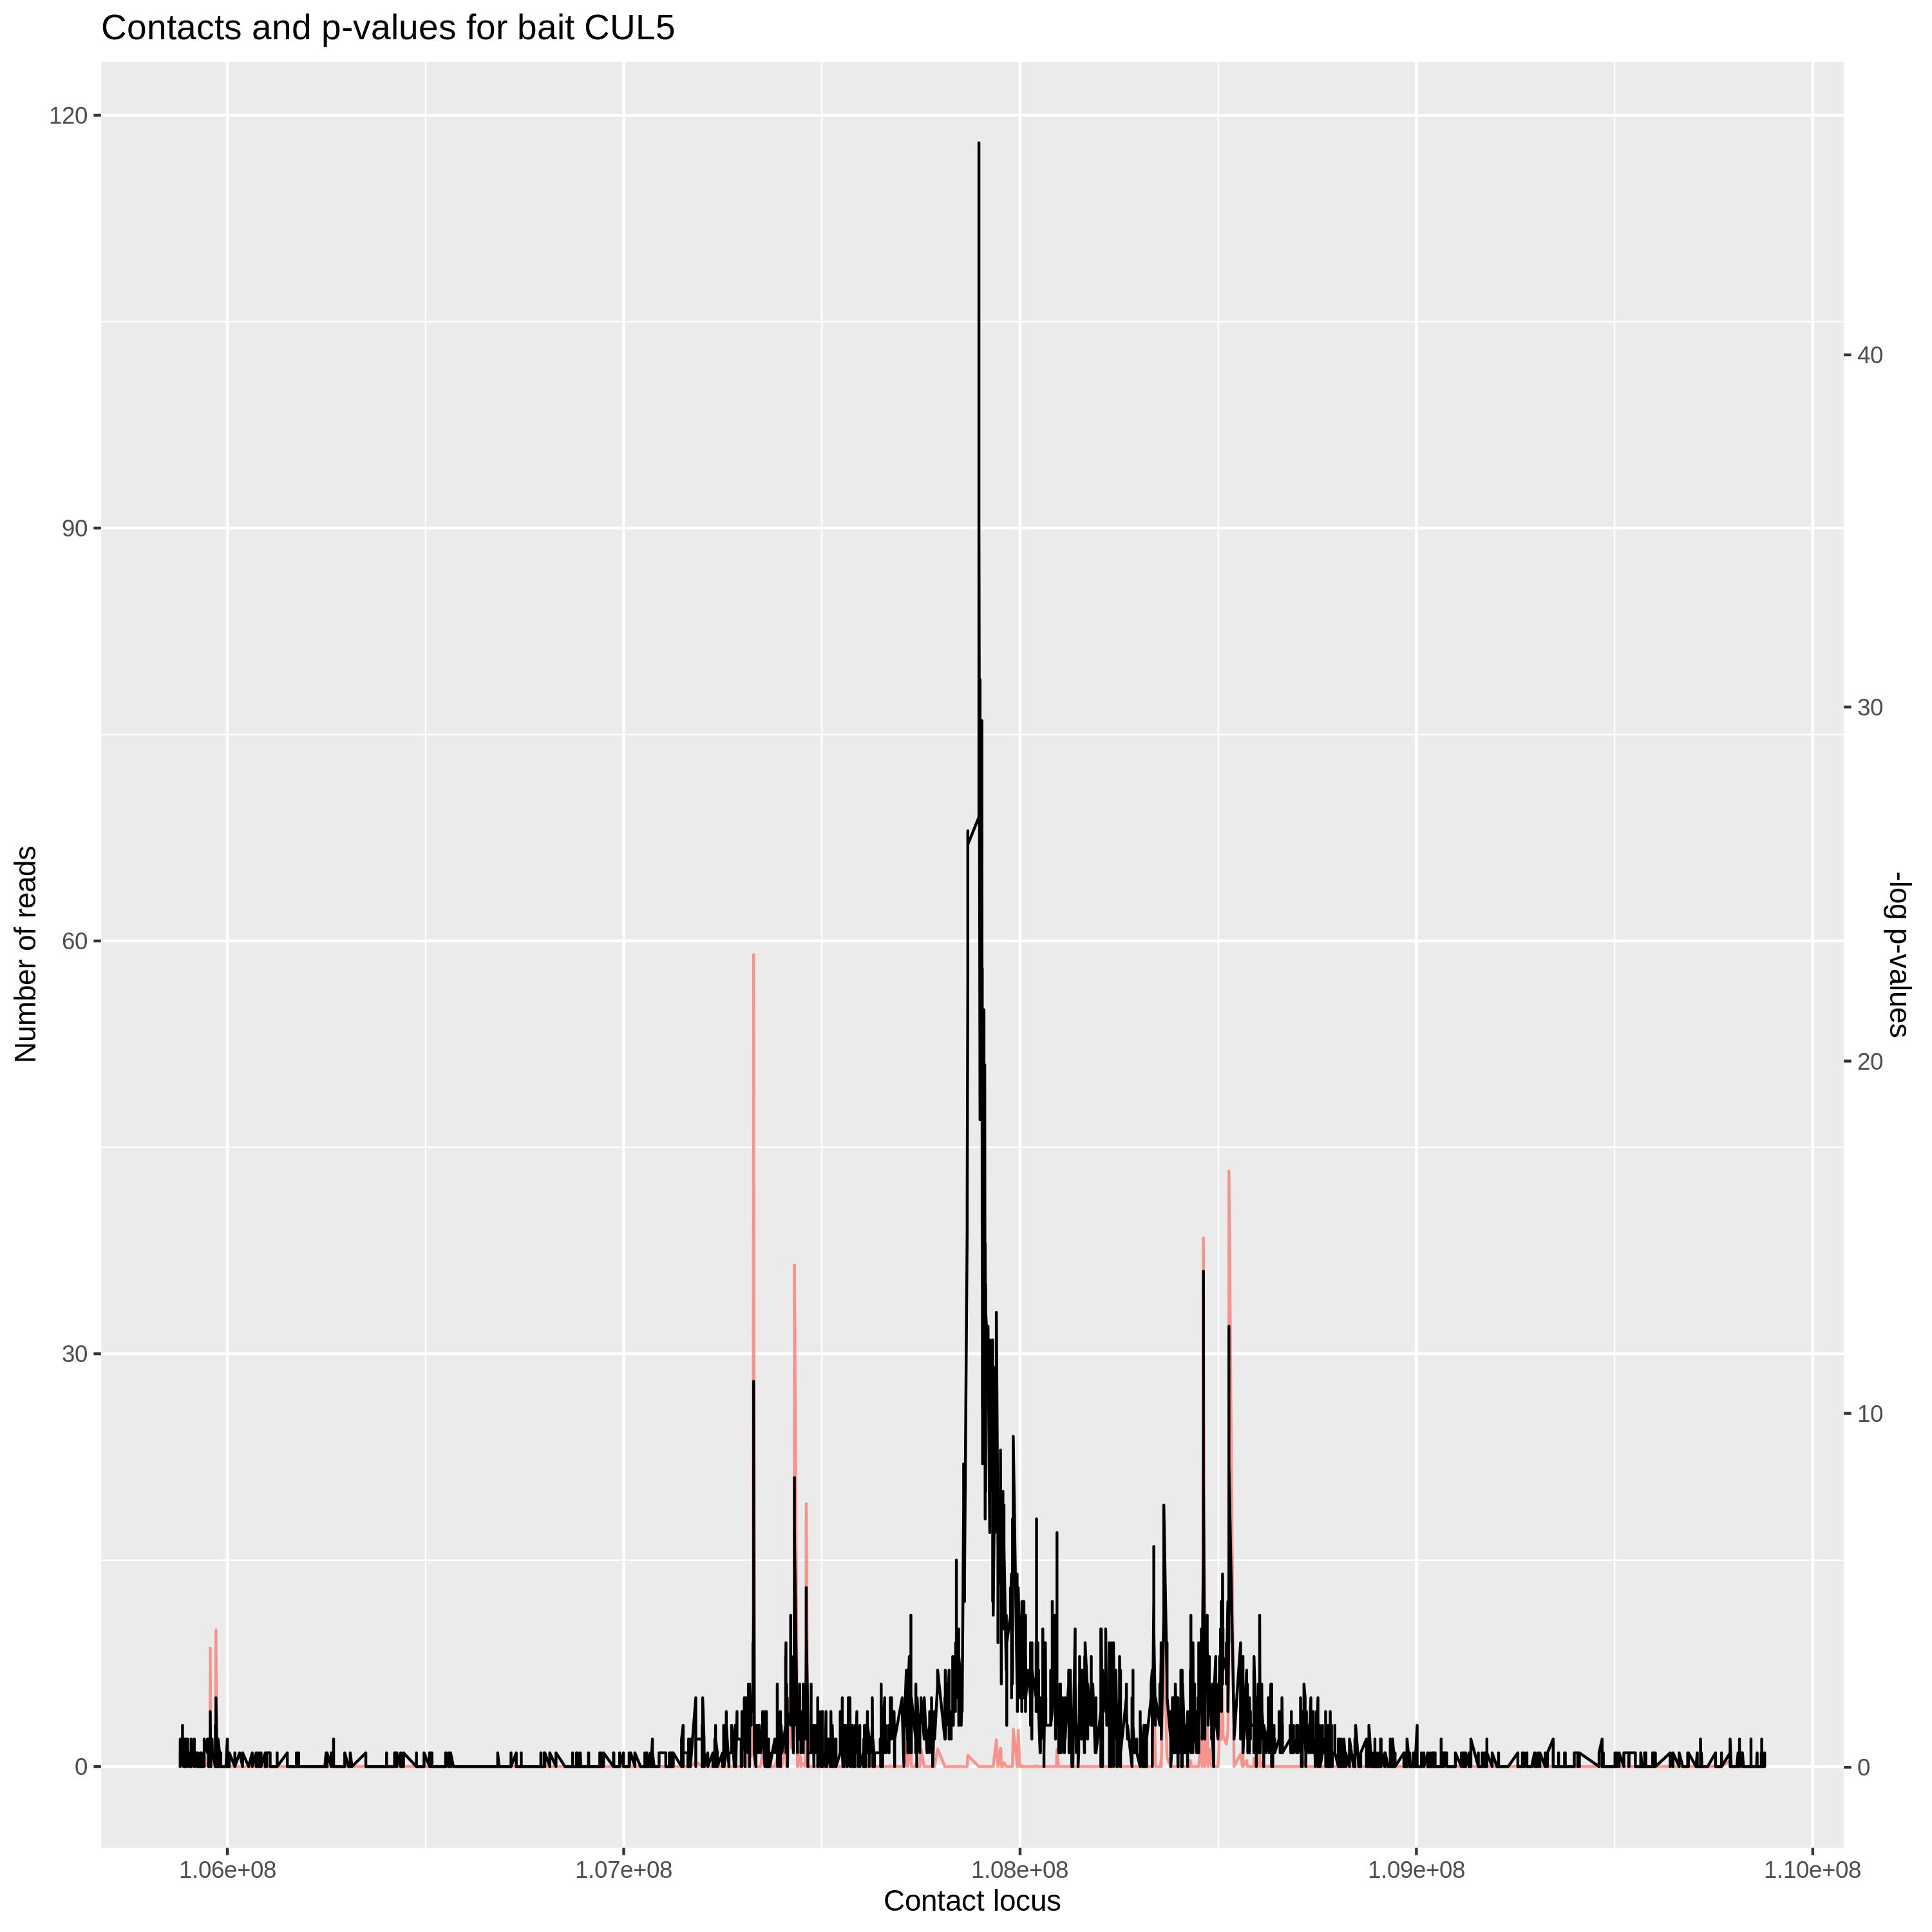 Contacts and p-values for bait CUL5
120
90
60
30
0
Number of reads
40
30
20
10
0
-log p-values
1.06e+08
1.07e+08
1.08e+08
1.09e+08
1.10e+08
Contact locus